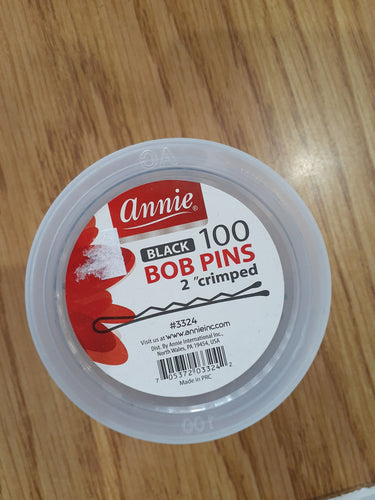 annie®
BLACK 100
BOB PINS
2 "crimped
#3324
Visit us at www.annieinc.com
Dist. By Annie International Inc.,
North Wales, PA 19454, USA
7 05372 03324 2
Made in PRC
100